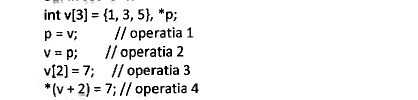 int v[3] = {1, 3, 5}, *p;
p = v; // operatia 1
v = p; // operatia 2
v[2] = 7; // operatia 3
*(v + 2) = 7; // operatia 4